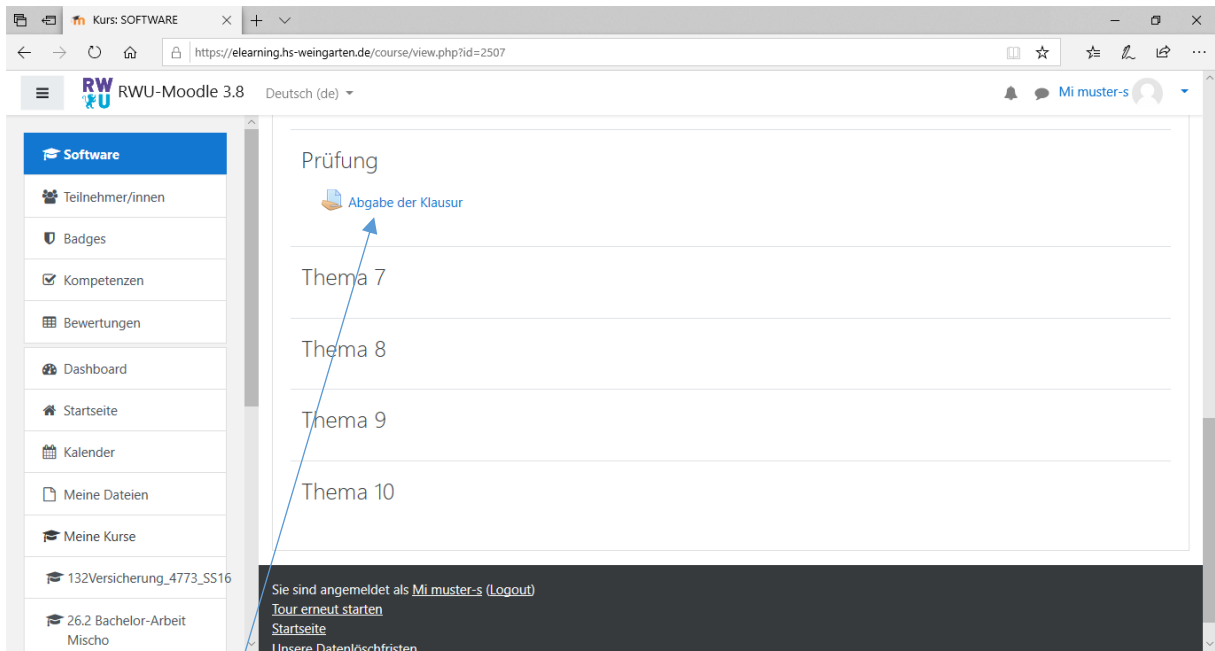 Kurs: SOFTWARE
https://elearning.hs-weingarten.de/course/view.php?id=2507
RW
U
RWU-Moodle 3.8
Deutsch (de)
Mi muster-s
Software
Teilnehmer/innen
Badges
Kompetenzen
Bewertungen
Dashboard
Startseite
Kalender
Meine Dateien
Meine Kurse
132Versicherung_4773_SS16
26.2 Bachelor-Arbeit
Mischo
Prüfung
Abgabe der Klausur
Thema 7
Thema 8
Thema 9
Thema 10
Sie sind angemeldet als Mi muster-s (Logout)
Tour erneut starten
Startseite
Unsere Datenlöschfristen